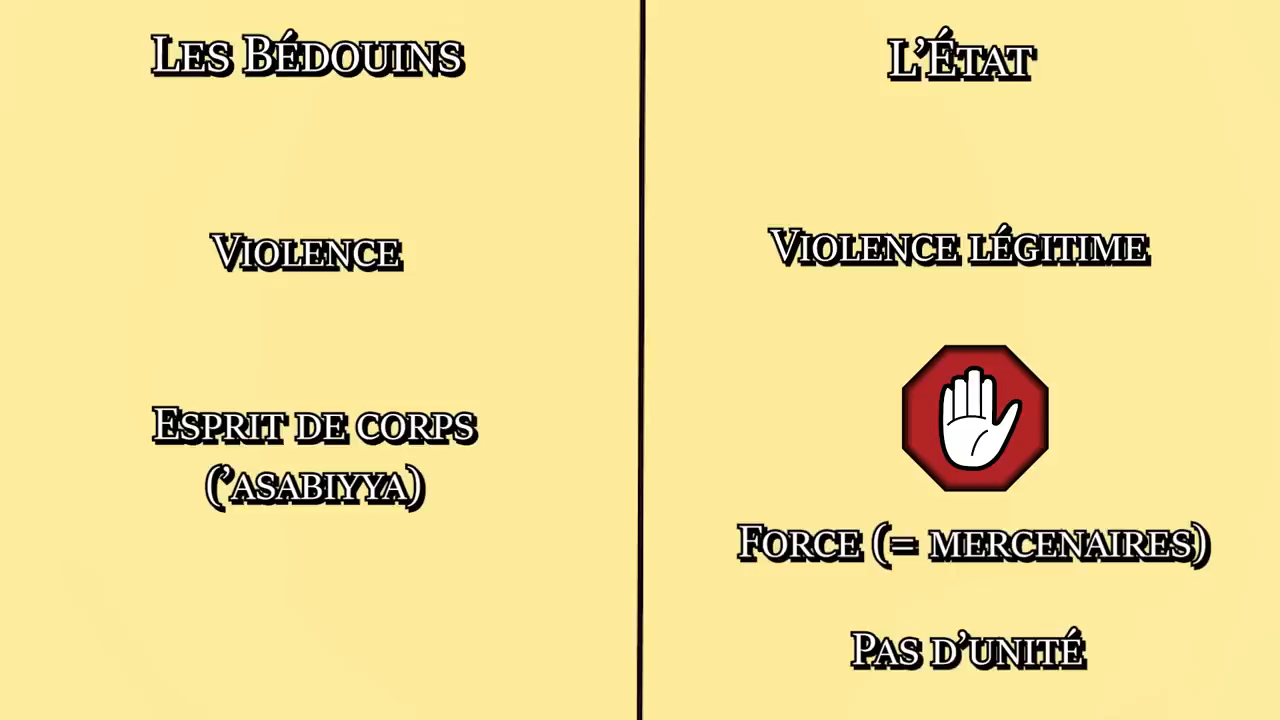 Les Bédouins
Violence
Esprit de corps
(’asabiyya)
L’État
Violence légitime
Force (= mercenaires)
Pas d’unité